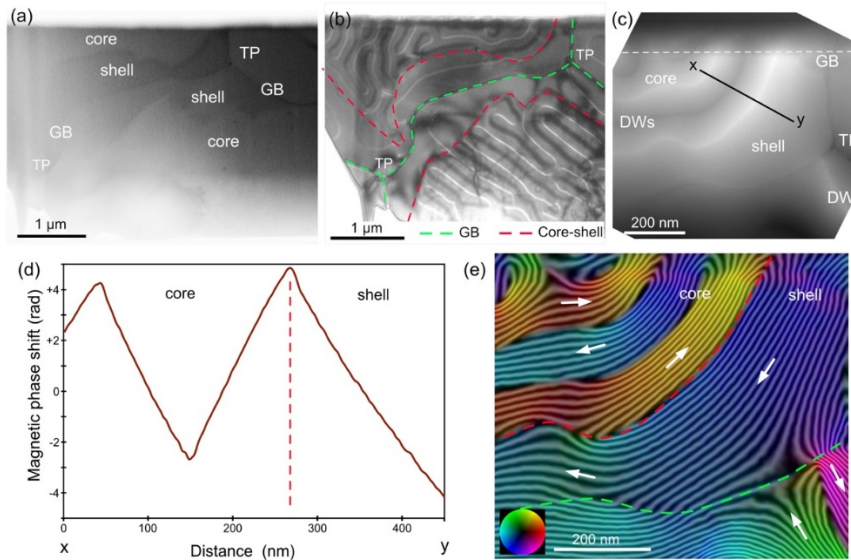 (a)
core
shell
TP
shell
GB
GB
core
TP
1 µm
(b)
TP
TP
1 µm
GB
Core-shell
(c)
GB
x
core
y
DWs
shell
200 nm
(d)
core
shell
Magnetic phase shift (rad)
+4
+2
0
-2
-4
0
100
200
300
400
x
Distance (nm)
y
(e)
core
shell
200 nm